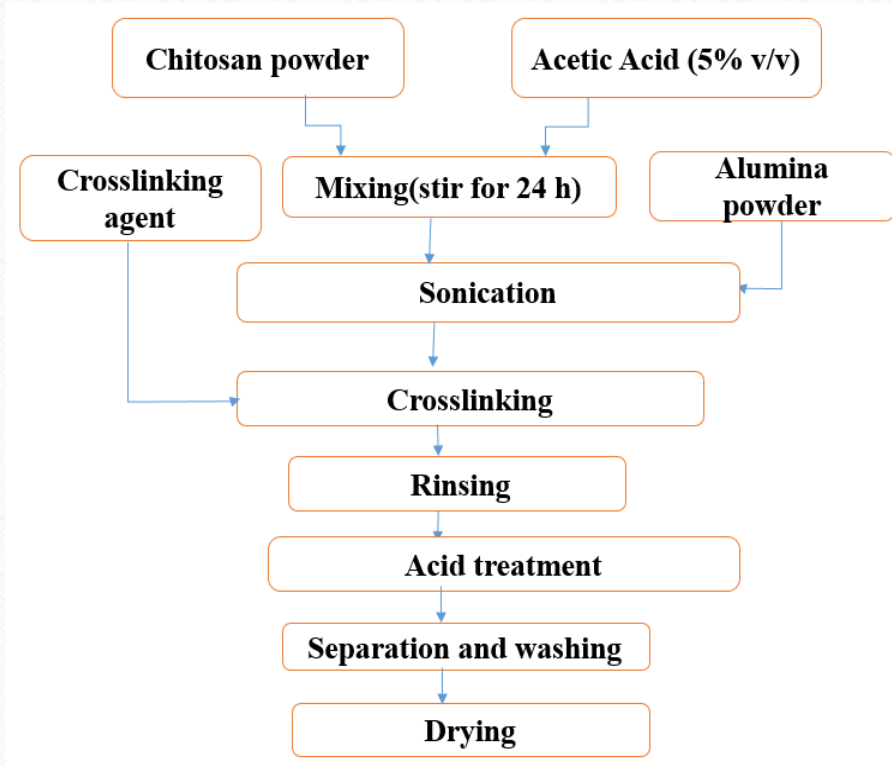 Chitosan powder
Acetic Acid (5% v/v)
Crosslinking
agent
Mixing(stir for 24 h)
Alumina
powder
Sonication
Crosslinking
Rinsing
Acid treatment
Separation and washing
Drying